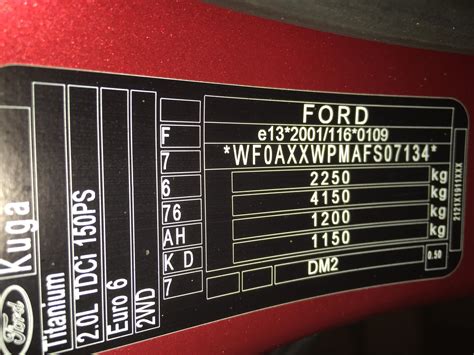 FORD
e13*2001/116*0109
*WF0AXXWPMAFS07134*
2250 kg
4150 kg
1200 kg
1150 kg
DM2
0.50
F
7
6
76
AH
K D
7
2121X1911XXX
Ford
Kuga
Titanium
2.0L TDCi 150PS
Euro 6
2WD